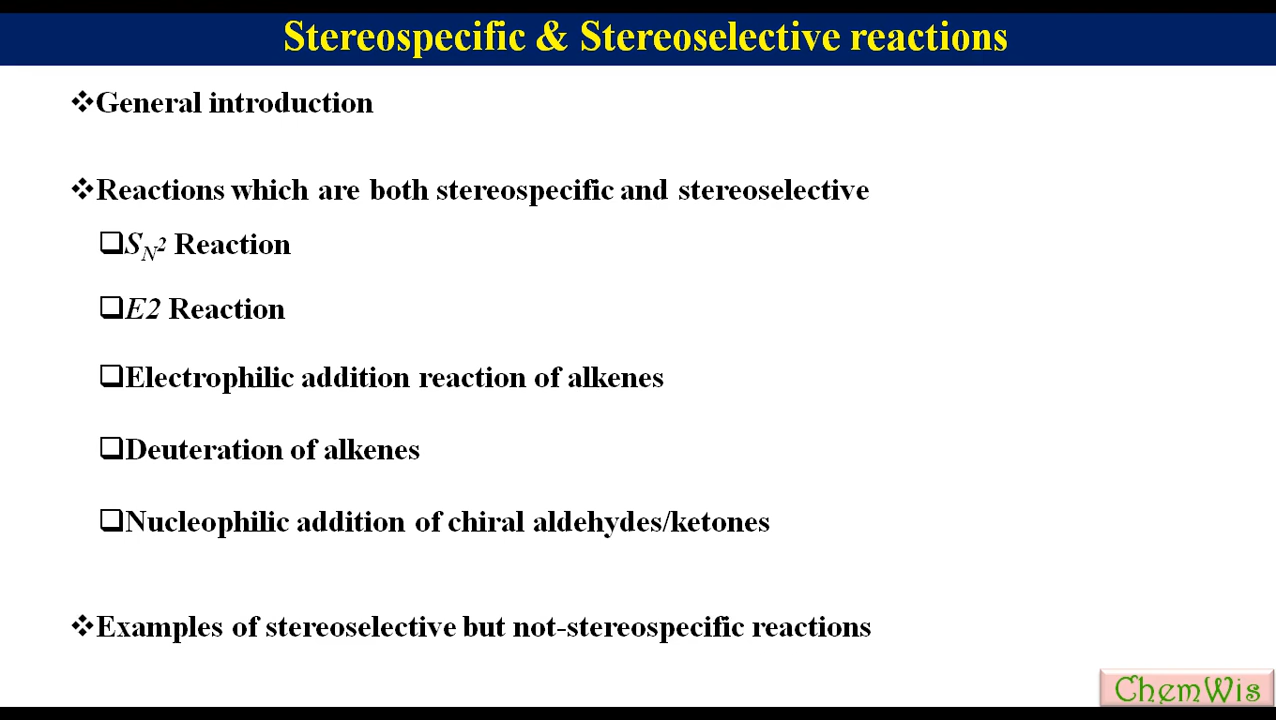 Stereospecific & Stereoselective reactions
❖General introduction
❖Reactions which are both stereospecific and stereoselective
❑S_N² Reaction
❑E2 Reaction
❑Electrophilic addition reaction of alkenes
❑Deuteration of alkenes
❑Nucleophilic addition of chiral aldehydes/ketones
❖Examples of stereoselective but not-stereospecific reactions
ChemWis